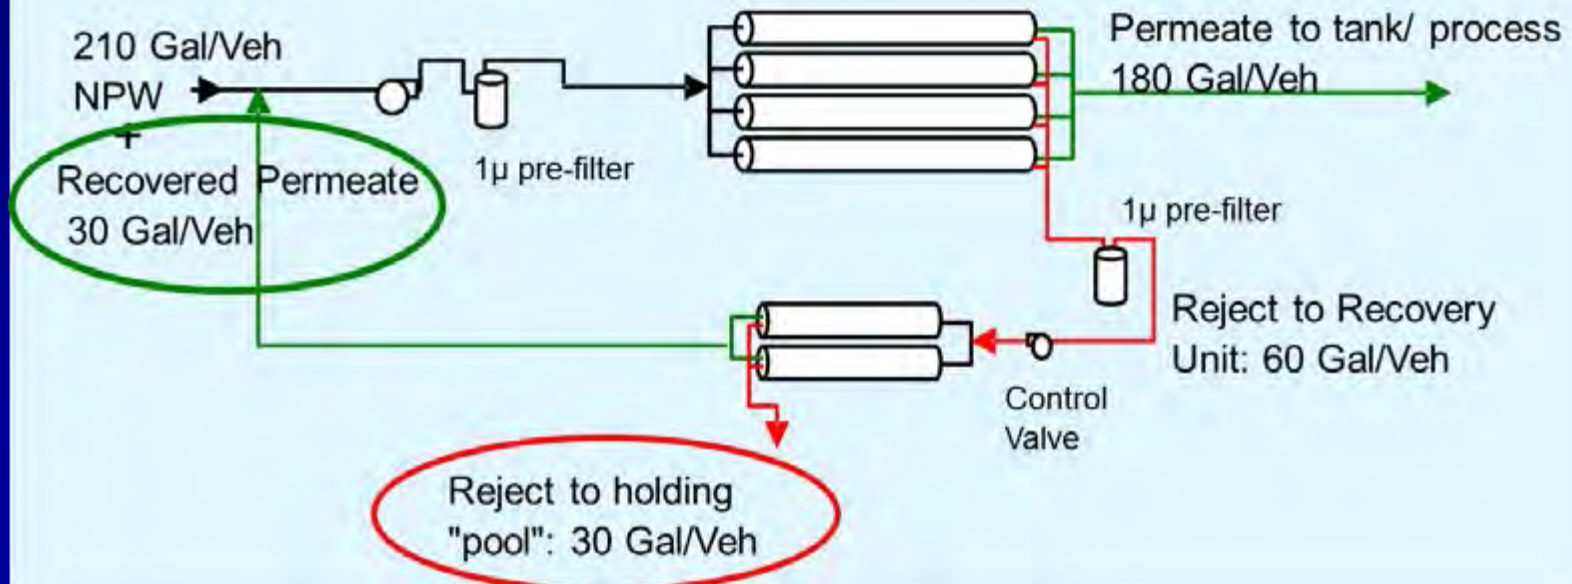 210 Gal/Veh
NPW
+
Recovered Permeate
30 Gal/Veh
1µ pre-filter
Permeate to tank/ process
180 Gal/Veh
1µ pre-filter
Reject to Recovery
Unit: 60 Gal/Veh
Control
Valve
Reject to holding
"pool": 30 Gal/Veh